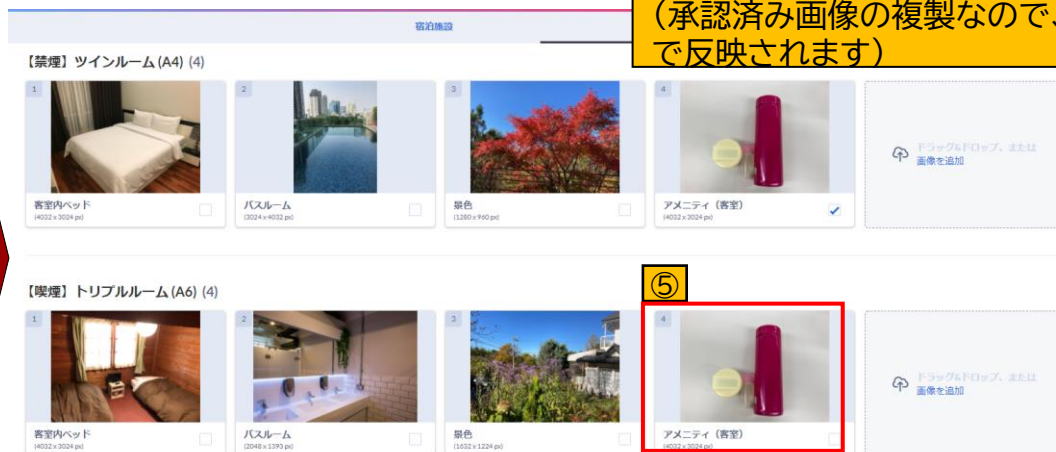 (承認済み画像の複製なので、
で反映されます)
宿泊施設
【禁煙】ツインルーム(A4) (4)
1
2
3
4
ドラッグ&ドロップ、または
画像を追加
客室内ベッド
(4032 x 3024 px)
バスルーム
(3024 x 4032 px)
景色
(1280 x 960 px)
アメニティ(客室)
(4032 x 3024 px)
【喫煙】トリプルルーム(A6) (4)
⑤
1
2
3
4
ドラッグ&ドロップ、または
画像を追加
客室内ベッド
(4032 x 3024 px)
バスルーム
(2048 x 1393 px)
景色
(1632 x 1224 px)
アメニティ(客室)
(4032 x 3024 px)